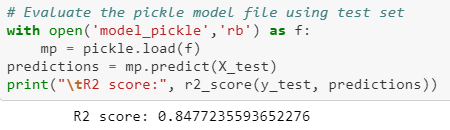 # Evaluate the pickle model file using test set
with open('model_pickle','rb') as f:
    mp = pickle.load(f)
predictions = mp.predict(X_test)
print("\tR2 score:", r2_score(y_test, predictions))
R2 score: 0.8477235593652276